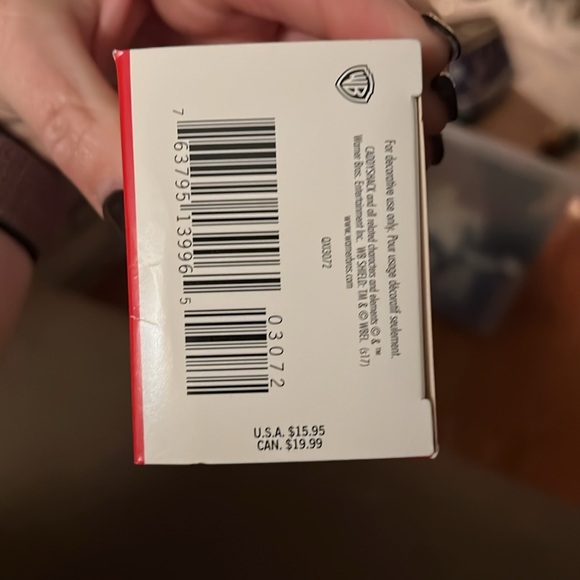 WB
For decorative use only. Pour usage décoratif seulement.
CADDYSHACK and all related characters and elements © & ™
Warner Bros. Entertainment Inc. WB SHIELD: TM & © WBEI. (s17)
www.warnerbros.com
QXI3072
03072
7 63795 13996 5
U.S.A. $15.95
CAN. $19.99